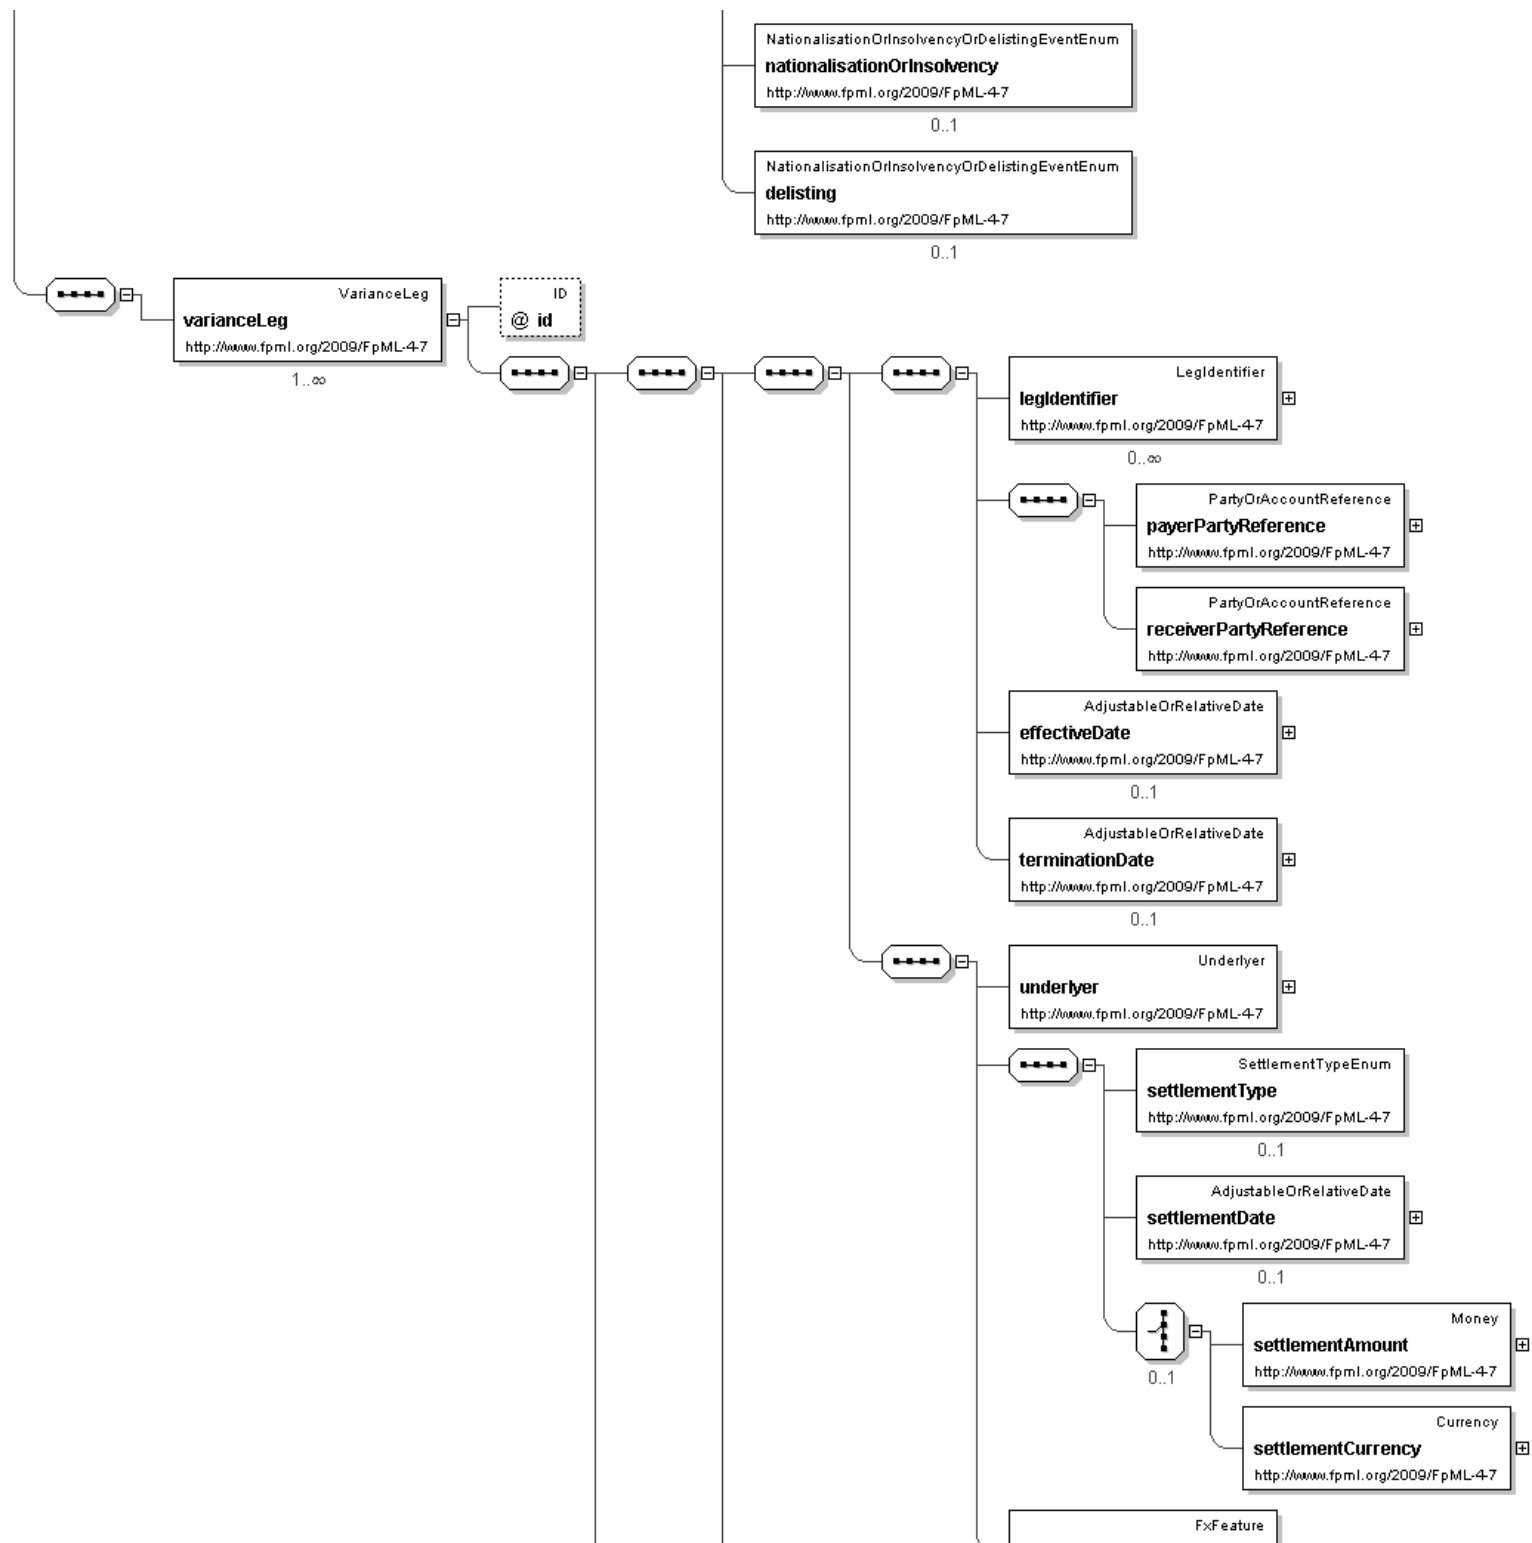 NationalisationOrInsolvencyOrDelistingEventEnum
nationalisationOrInsolvency
http://www.fpml.org/2009/FpML-4-7
0..1
NationalisationOrInsolvencyOrDelistingEventEnum
delisting
http://www.fpml.org/2009/FpML-4-7
0..1
VarianceLeg
varianceLeg
http://www.fpml.org/2009/FpML-4-7
1..∞
ID
@ id
LegIdentifier
legIdentifier
http://www.fpml.org/2009/FpML-4-7
0..∞
PartyOrAccountReference
payerPartyReference
http://www.fpml.org/2009/FpML-4-7
PartyOrAccountReference
receiverPartyReference
http://www.fpml.org/2009/FpML-4-7
AdjustableOrRelativeDate
effectiveDate
http://www.fpml.org/2009/FpML-4-7
0..1
AdjustableOrRelativeDate
terminationDate
http://www.fpml.org/2009/FpML-4-7
0..1
Underlyer
underlyer
http://www.fpml.org/2009/FpML-4-7
SettlementTypeEnum
settlementType
http://www.fpml.org/2009/FpML-4-7
0..1
AdjustableOrRelativeDate
settlementDate
http://www.fpml.org/2009/FpML-4-7
0..1
0..1
Money
settlementAmount
http://www.fpml.org/2009/FpML-4-7
Currency
settlementCurrency
http://www.fpml.org/2009/FpML-4-7
FxFeature